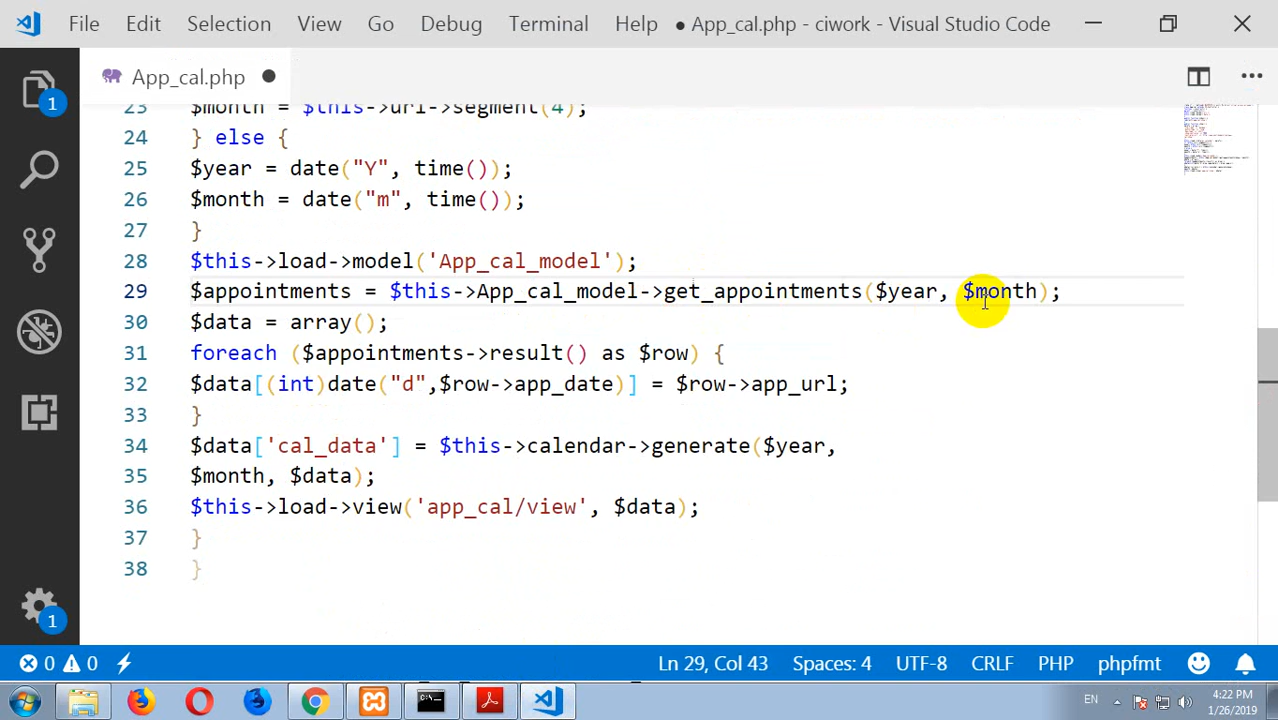 File Edit Selection View Go Debug Terminal Help ● App_cal.php - ciwork - Visual Studio Code
App_cal.php
23 $month = $this->uri->segment(4);
24 } else {
25 $year = date("Y", time());
26 $month = date("m", time());
27 }
28 $this->load->model('App_cal_model');
29 $appointments = $this->App_cal_model->get_appointments($year, $month);
30 $data = array();
31 foreach ($appointments->result() as $row) {
32 $data[(int)date("d",$row->app_date)] = $row->app_url;
33 }
34 $data['cal_data'] = $this->calendar->generate($year,
35 $month, $data);
36 $this->load->view('app_cal/view', $data);
37 }
38 }
1
1
0 0 Ln 29, Col 43 Spaces: 4 UTF-8 CRLF PHP phpfmt
EN 4:22 PM
1/26/2019